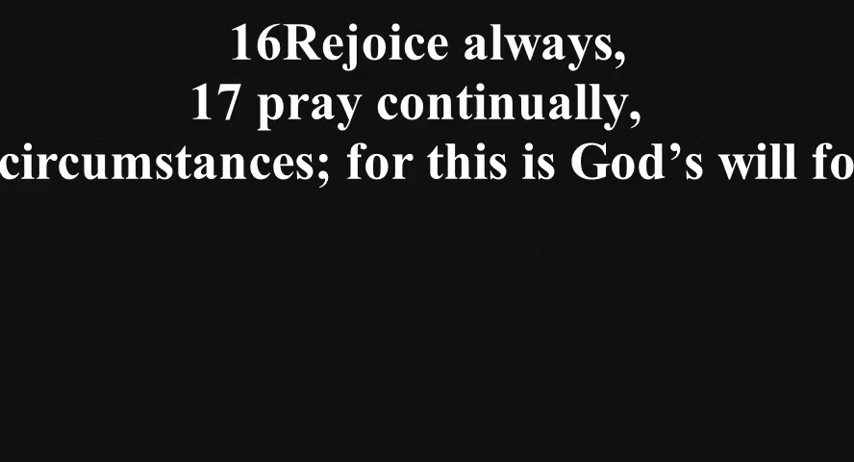 16Rejoice always,
17 pray continually,
circumstances; for this is God’s will fo